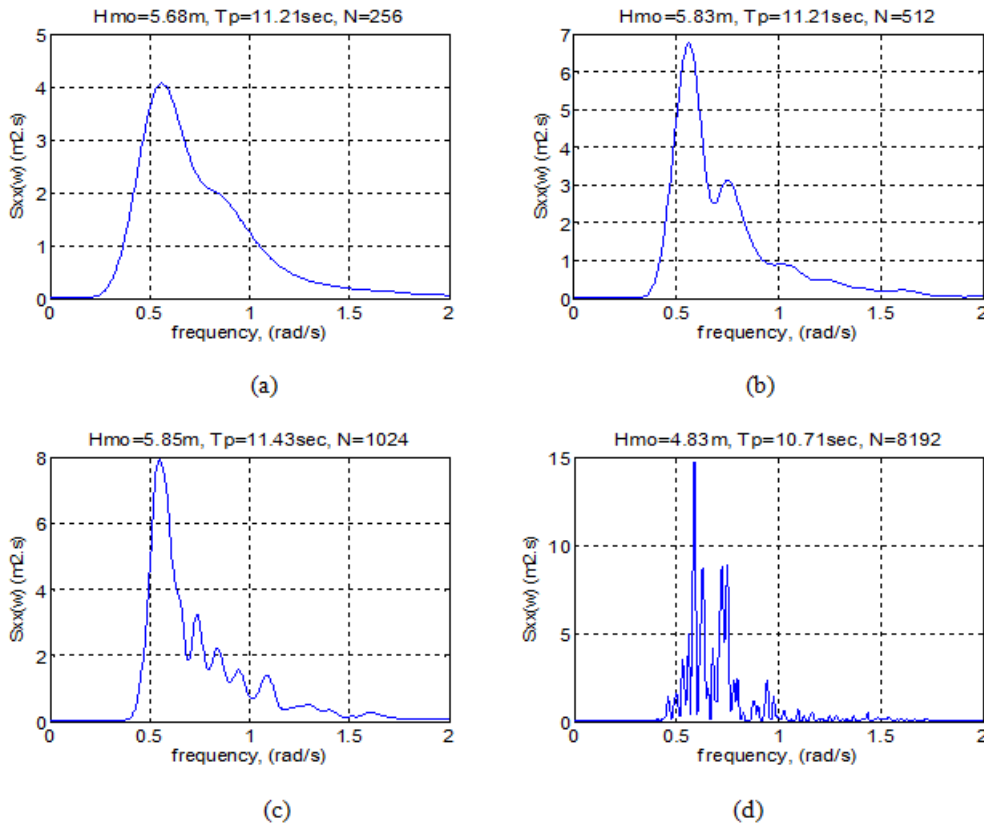 Hmo=5.68m, Tp=11.21sec, N=256
5
4
3
2
1
0
Sxx(w) (m2.s)
0 0.5 1 1.5 2
frequency, (rad/s)
(a)
Hmo=5.83m, Tp=11.21sec, N=512
7
6
5
4
3
2
1
0
Sxx(w) (m2.s)
0 0.5 1 1.5 2
frequency, (rad/s)
(b)
Hmo=5.85m, Tp=11.43sec, N=1024
8
6
4
2
0
Sxx(w) (m2.s)
0 0.5 1 1.5 2
frequency, (rad/s)
(c)
Hmo=4.83m, Tp=10.71sec, N=8192
15
10
5
0
Sxx(w) (m2.s)
0 0.5 1 1.5 2
frequency, (rad/s)
(d)